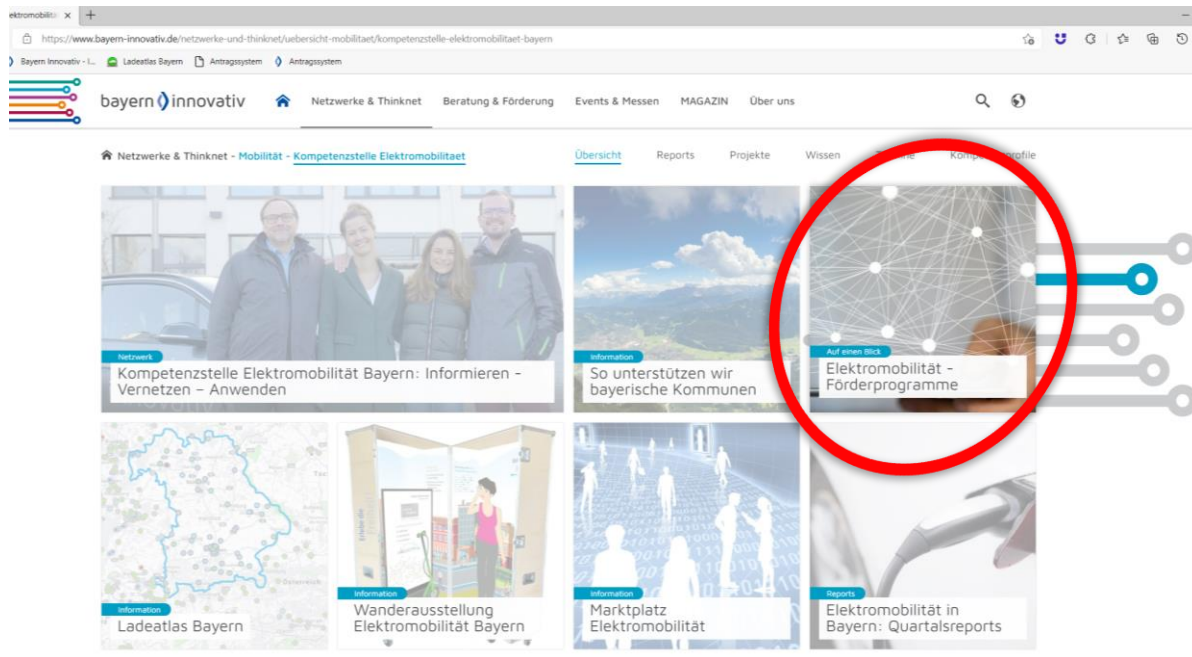 ektromobilitä
https://www.bayern-innovativ.de/netzwerke-und-thinknet/uebersicht-mobilitaet/kompetenzstelle-elektromobilitaet-bayern
Bayern Innovativ - I... Ladeatlas Bayern Antragssystem Antragssystem
bayern innovativ Netzwerke & Thinknet Beratung & Förderung Events & Messen MAGAZIN Über uns
Netzwerke & Thinknet - Mobilität - Kompetenzstelle Elektromobilitaet
Übersicht Reports Projekte Wissen
Netzwerk
Kompetenzstelle Elektromobilität Bayern: Informieren -
Vernetzen – Anwenden
Information
So unterstützen wir
bayerische Kommunen
Auf einen Blick
Elektromobilität -
Förderprogramme
Information
Ladeatlas Bayern
Information
Wanderausstellung
Elektromobilität Bayern
Information
Marktplatz
Elektromobilität
Reports
Elektromobilität in
Bayern: Quartalsreports